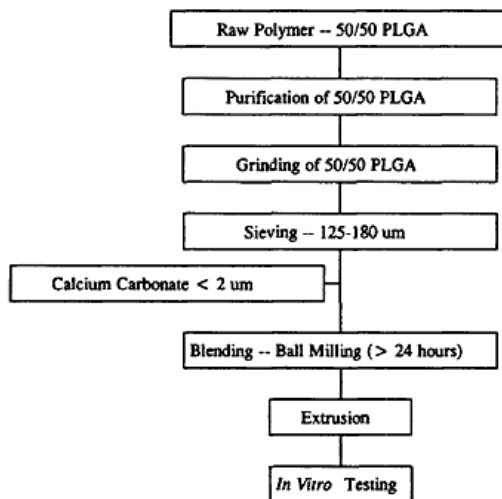 Raw Polymer -- 50/50 PLGA
Purification of 50/50 PLGA
Grinding of 50/50 PLGA
Sieving -- 125-180 um
Calcium Carbonate < 2 um
Blending -- Ball Milling (> 24 hours)
Extrusion
In Vitro Testing